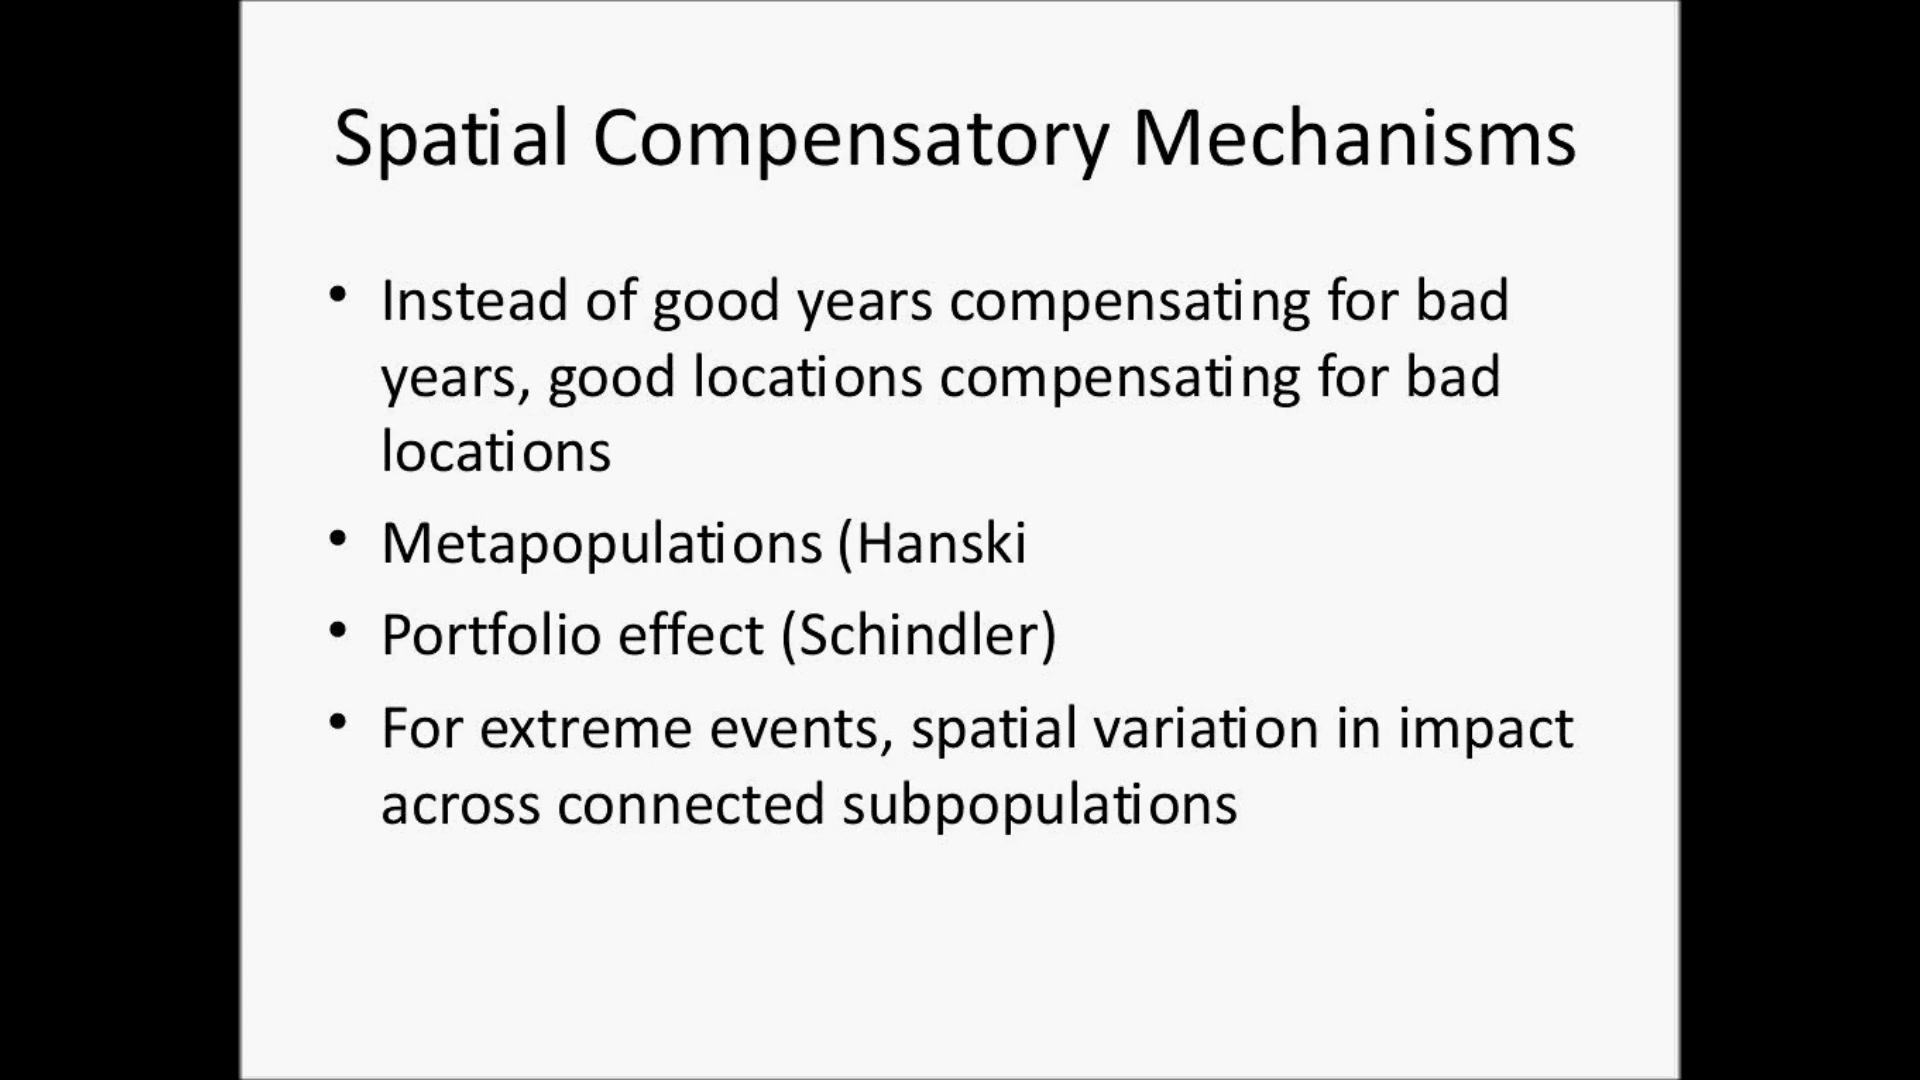 Spatial Compensatory Mechanisms
• Instead of good years compensating for bad
years, good locations compensating for bad
locations
• Metapopulations (Hanski
• Portfolio effect (Schindler)
• For extreme events, spatial variation in impact
across connected subpopulations